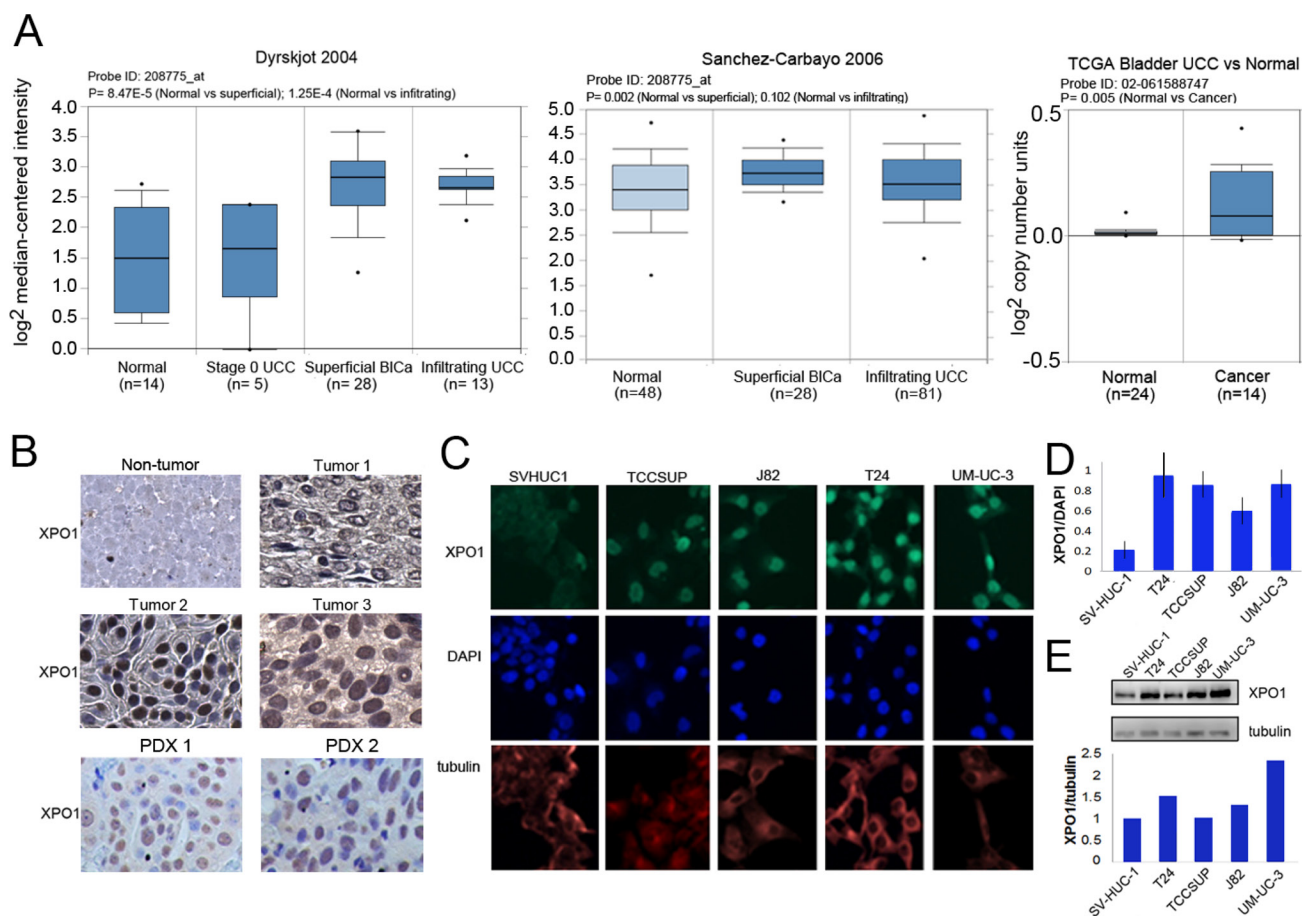 A
Dyrskjot 2004
Probe ID: 208775_at
P= 8.47E-5 (Normal vs superficial); 1.25E-4 (Normal vs infiltrating)
log2 median-centered intensity
4.0
3.5
3.0
2.5
2.0
1.5
1.0
0.5
0.0
Normal
(n=14)
Stage 0 UCC
(n= 5)
Superficial BlCa
(n= 28)
Infiltrating UCC
(n= 13)
Sanchez-Carbayo 2006
Probe ID: 208775_at
P= 0.002 (Normal vs superficial); 0.102 (Normal vs infiltrating)
5.0
4.5
4.0
3.5
3.0
3.5
2.0
1.5
1.0
0.5
0.0
Normal
(n=48)
Superficial BlCa
(n=28)
Infiltrating UCC
(n=81)
TCGA Bladder UCC vs Normal
Probe ID: 02-061588747
P= 0.005 (Normal vs Cancer)
log2 copy number units
0.5
0.0
-0.5
Normal
(n=24)
Cancer
(n=14)
B
Non-tumor
Tumor 1
XPO1
Tumor 2
Tumor 3
XPO1
PDX 1
PDX 2
XPO1
C
SVHUC1
TCCSUP
J82
T24
UM-UC-3
XPO1
DAPI
tubulin
D
XPO1/DAPI
1
0.8
0.6
0.4
0.2
0
SV-HUC-1
T24
TCCSUP
J82
UM-UC-3
E
SV-HUC-1
T24
TCCSUP
J82
UM-UC-3
XPO1
tubulin
XPO1/tubulin
2.5
2
1.5
1
0.5
0
SV-HUC-1
T24
TCCSUP
J82
UM-UC-3